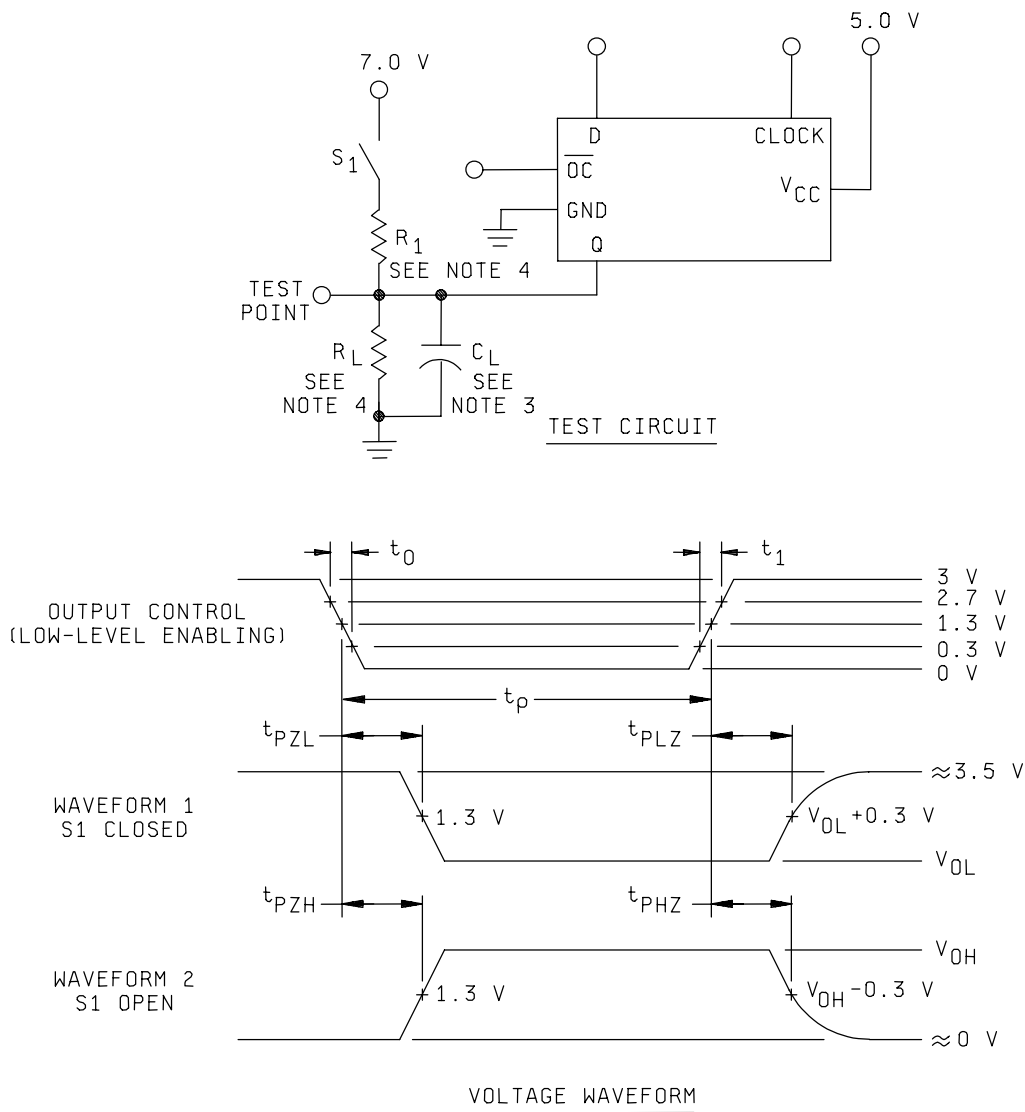 5.0 V
7.0 V
D
CLOCK
S1
OC
VCC
GND
R1
Q
SEE NOTE 4
TEST
POINT
RL
CL
SEE
NOTE 4
SEE
NOTE 3
TEST CIRCUIT
t0
t1
OUTPUT CONTROL
(LOW-LEVEL ENABLING)
3 V
2.7 V
1.3 V
0.3 V
0 V
tp
tPZL
tPLZ
WAVEFORM 1
S1 CLOSED
1.3 V
≈3.5 V
VOL+0.3 V
VOL
tPZH
tPHZ
WAVEFORM 2
S1 OPEN
1.3 V
VOH
VOH-0.3 V
≈0 V
VOLTAGE WAVEFORM